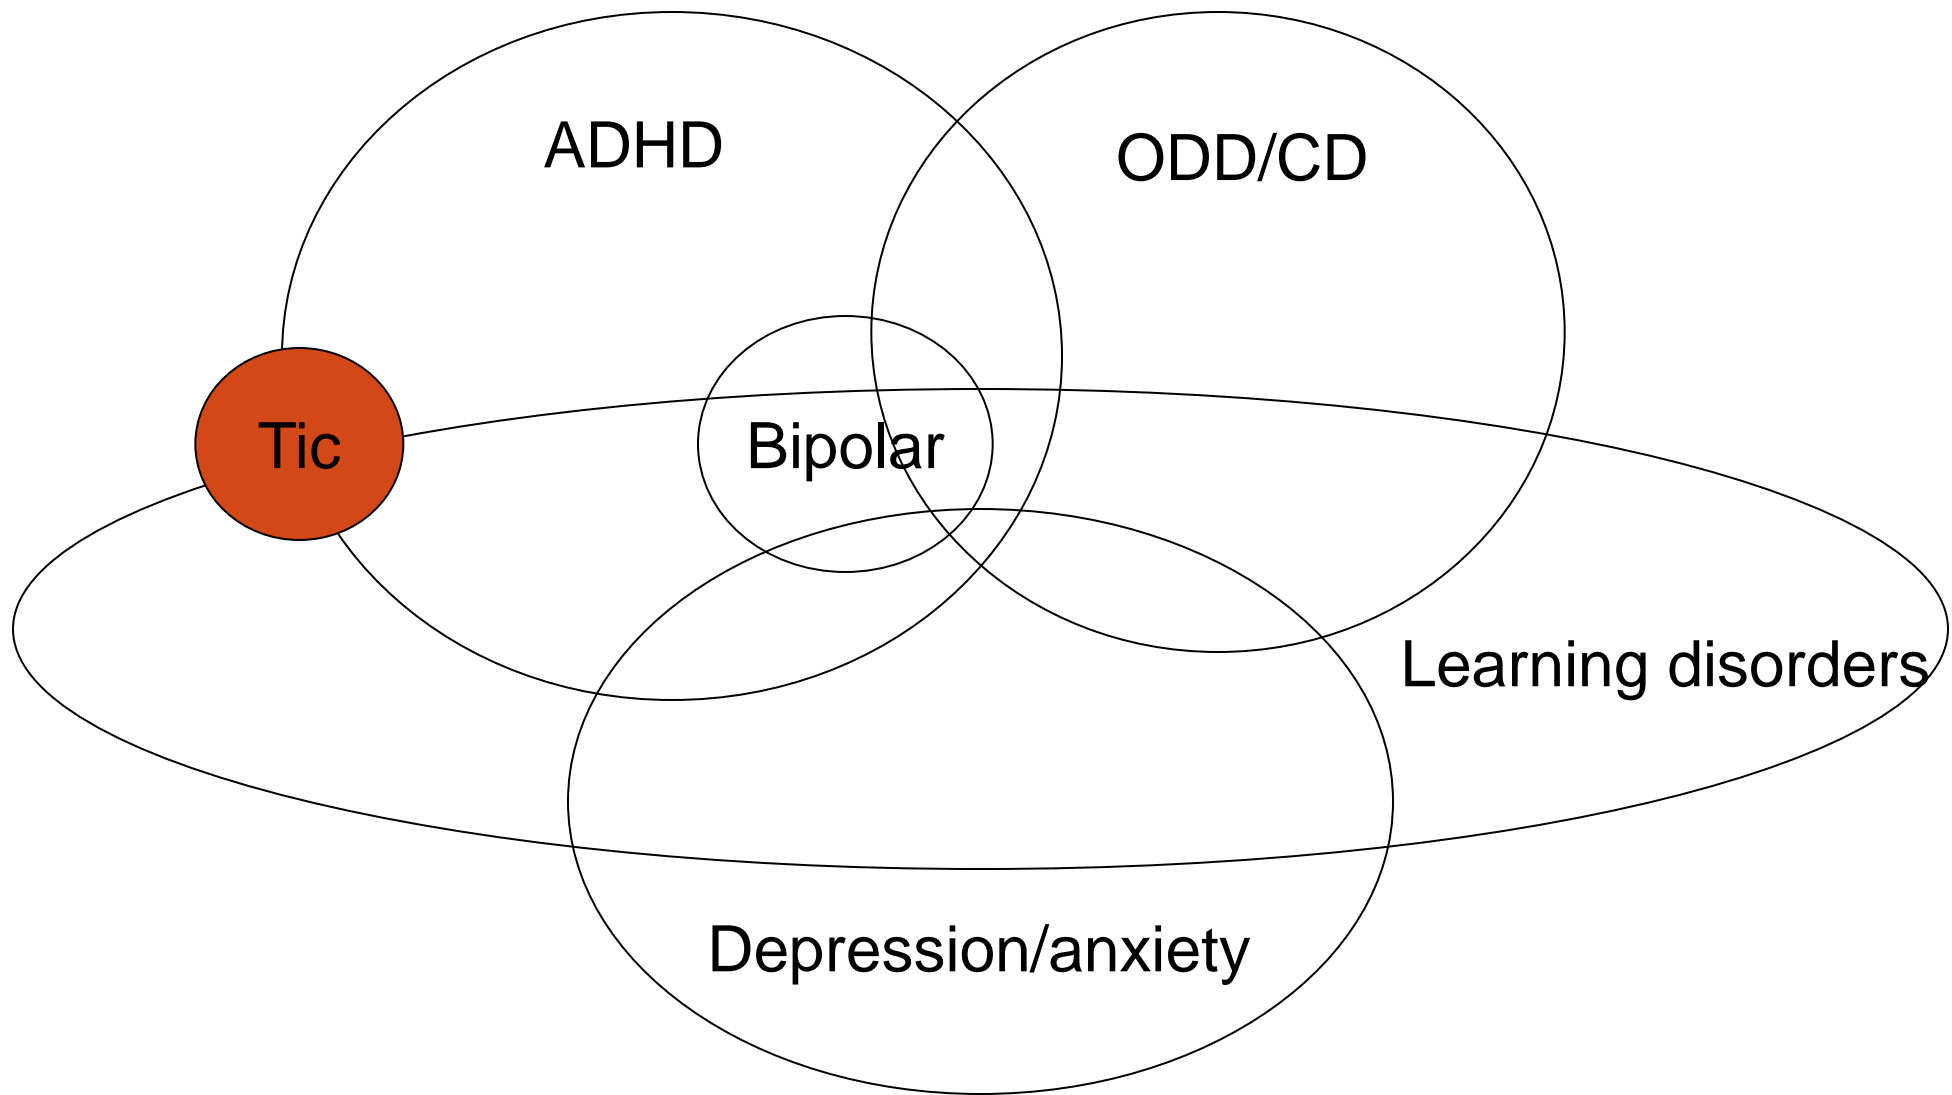 ADHD
ODD/CD
Tic
Bipolar
Learning disorders
Depression/anxiety